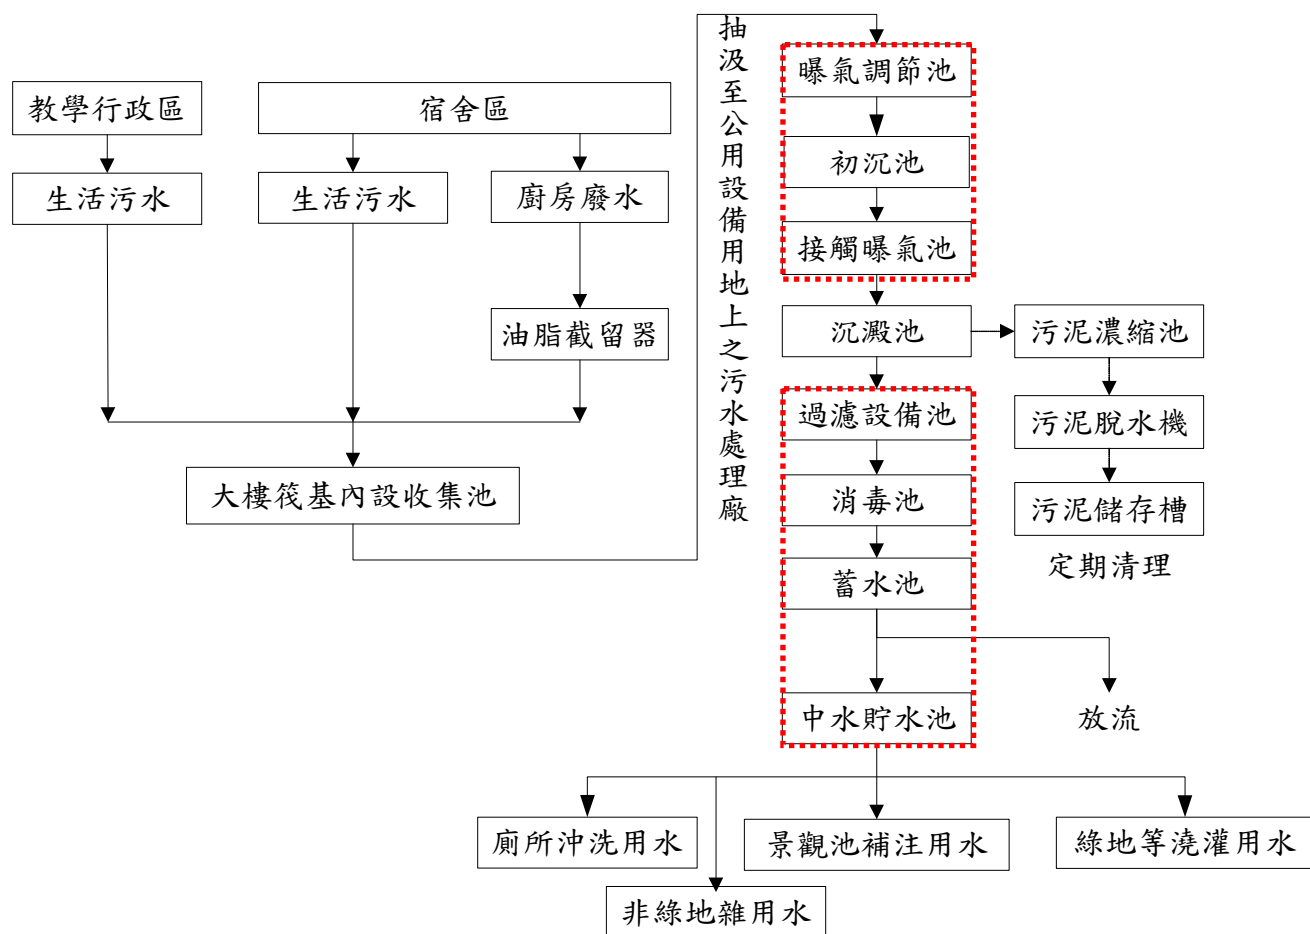 教學行政區
宿舍區
生活污水
生活污水
廚房廢水
油脂截留器
大樓筏基內設收集池
抽汲至公用設備用地上之污水處理廠
曝氣調節池
初沉池
接觸曝氣池
沉澱池
污泥濃縮池
過濾設備池
污泥脫水機
消毒池
污泥儲存槽
定期清理
蓄水池
中水貯水池
放流
廁所沖洗用水
景觀池補注用水
綠地等澆灌用水
非綠地雜用水